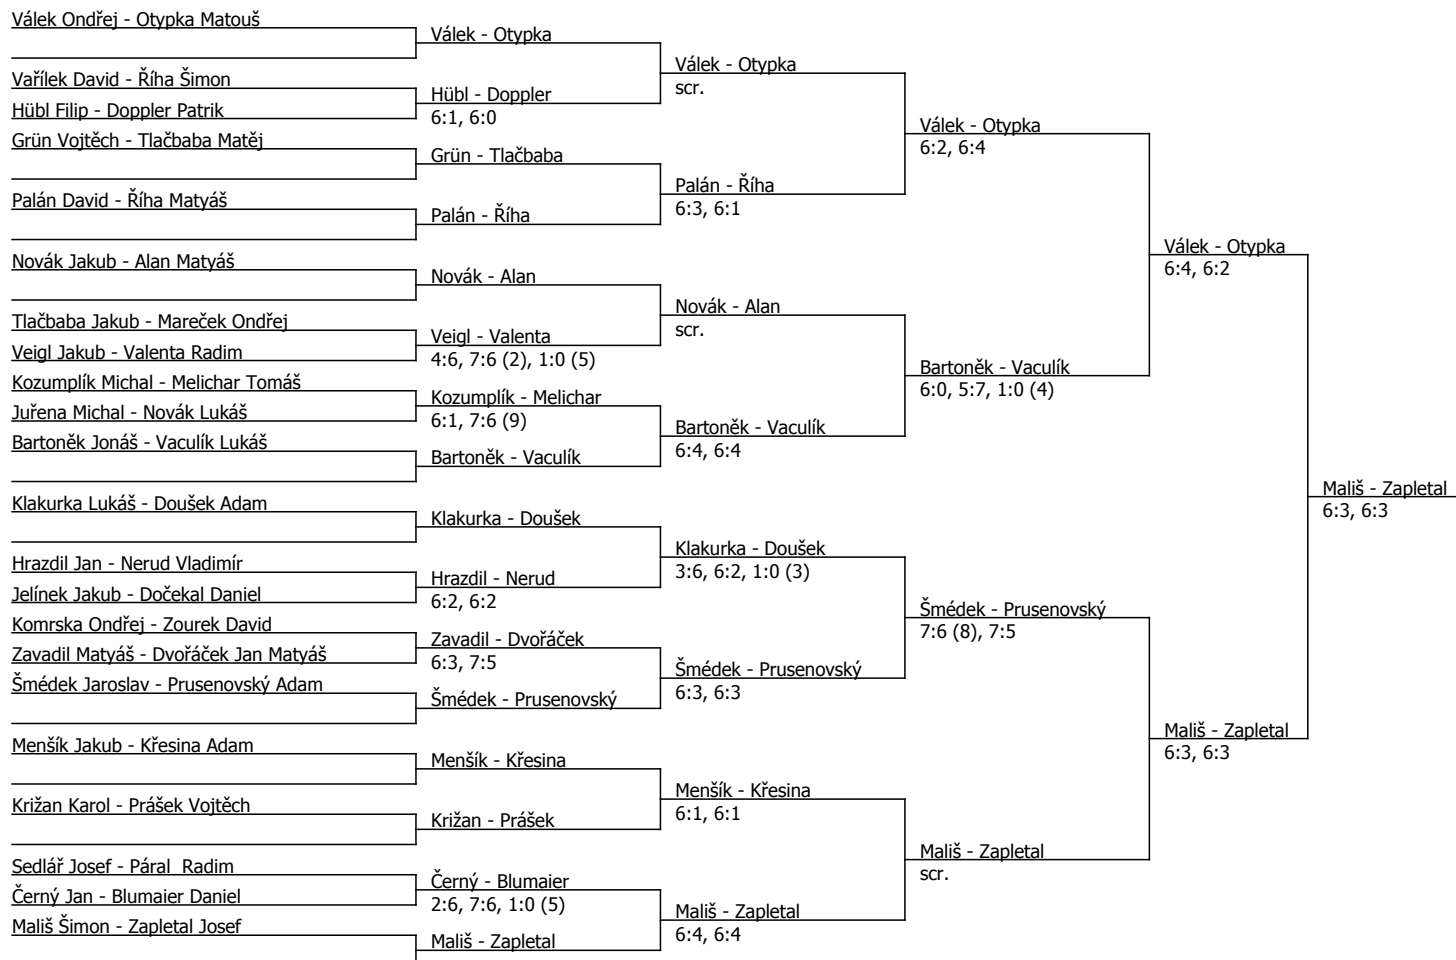 Válek Ondřej - Otypka Matouš
Vařílek David - Říha Šimon
Hübl Filip - Doppler Patrik
Grün Vojtěch - Tlačbaba Matěj
Palán David - Říha Matyáš
Novák Jakub - Alan Matyáš
Tlačbaba Jakub - Mareček Ondřej
Veigl Jakub - Valenta Radim
Kozumplík Michal - Melichar Tomáš
Juřena Michal - Novák Lukáš
Bartoněk Jonáš - Vaculík Lukáš
Klakurka Lukáš - Doušek Adam
Hrazdil Jan - Nerud Vladimír
Jelínek Jakub - Dočekal Daniel
Komrska Ondřej - Zourek David
Zavadil Matyáš - Dvořáček Jan Matyáš
Šmédek Jaroslav - Prusenovský Adam
Menšík Jakub - Křesina Adam
Križan Karol - Prášek Vojtěch
Sedlář Josef - Páral  Radim
Černý Jan - Blumaier Daniel
Mališ Šimon - Zapletal Josef
Válek - Otypka
Hübl - Doppler
6:1, 6:0
Grün - Tlačbaba
Palán - Říha
Novák - Alan
Veigl - Valenta
4:6, 7:6 (2), 1:0 (5)
Kozumplík - Melichar
6:1, 7:6 (9)
Bartoněk - Vaculík
Klakurka - Doušek
Hrazdil - Nerud
6:2, 6:2
Zavadil - Dvořáček
6:3, 7:5
Šmédek - Prusenovský
Menšík - Křesina
Križan - Prášek
Černý - Blumaier
2:6, 7:6, 1:0 (5)
Mališ - Zapletal
Válek - Otypka
scr.
Palán - Říha
6:3, 6:1
Novák - Alan
scr.
Bartoněk - Vaculík
6:4, 6:4
Klakurka - Doušek
3:6, 6:2, 1:0 (3)
Šmédek - Prusenovský
6:3, 6:3
Menšík - Křesina
6:1, 6:1
Mališ - Zapletal
6:4, 6:4
Válek - Otypka
6:2, 6:4
Bartoněk - Vaculík
6:0, 5:7, 1:0 (4)
Šmédek - Prusenovský
7:6 (8), 7:5
Mališ - Zapletal
scr.
Válek - Otypka
6:4, 6:2
Mališ - Zapletal
6:3, 6:3
Mališ - Zapletal
6:3, 6:3